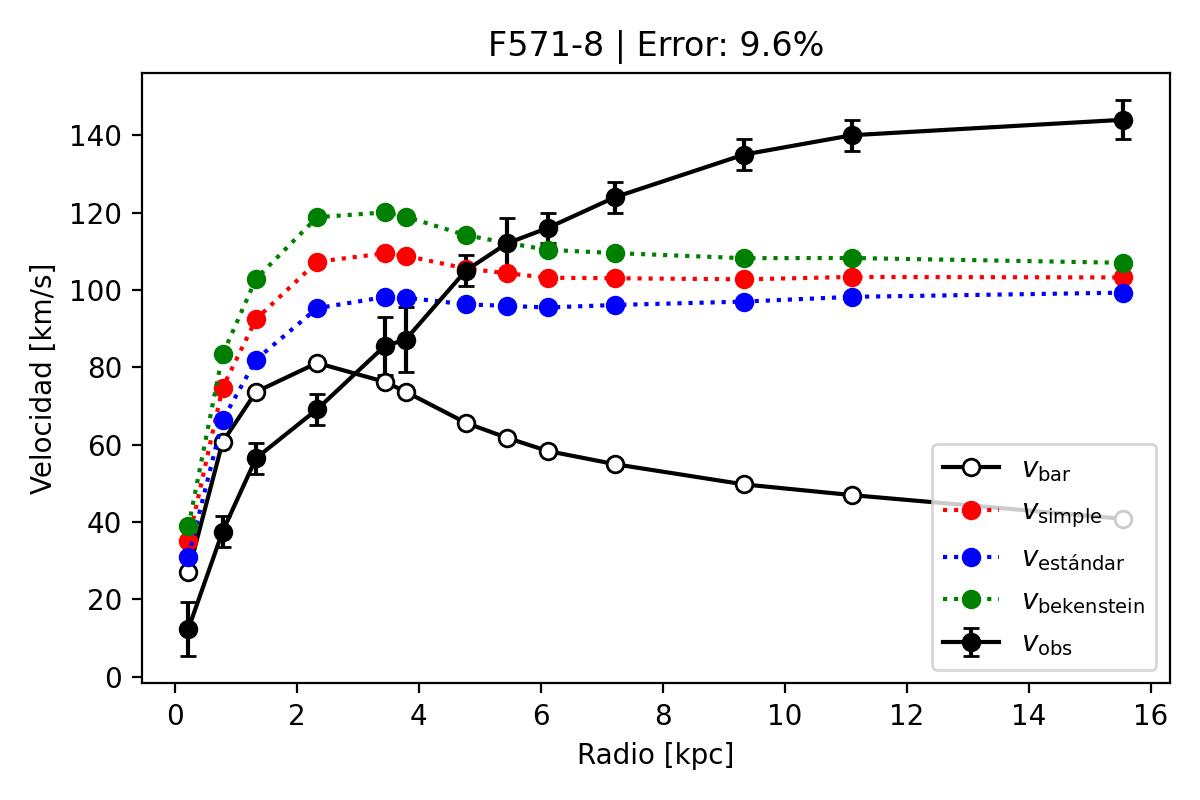 F571-8 | Error: 9.6%
Velocidad [km/s]
140
120
100
80
60
40
20
0
v_bar
v_simple
v_estándar
v_bekenstein
v_obs
0 2 4 6 8 10 12 14 16
Radio [kpc]